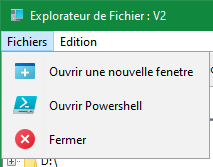 Explorateur de Fichier : V2
Fichiers Edition
Ouvrir une nouvelle fenetre
Ouvrir Powershell
Fermer
D:\